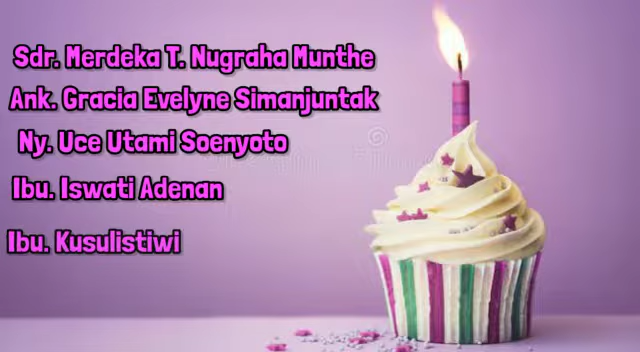 Sdr. Merdeka T. Nugraha Munthe
Ank. Gracia Evelyne Simanjuntak
Ny. Uce Utami Soenyoto
Ibu. Iswati Adenan
Ibu. Kusulistiwi